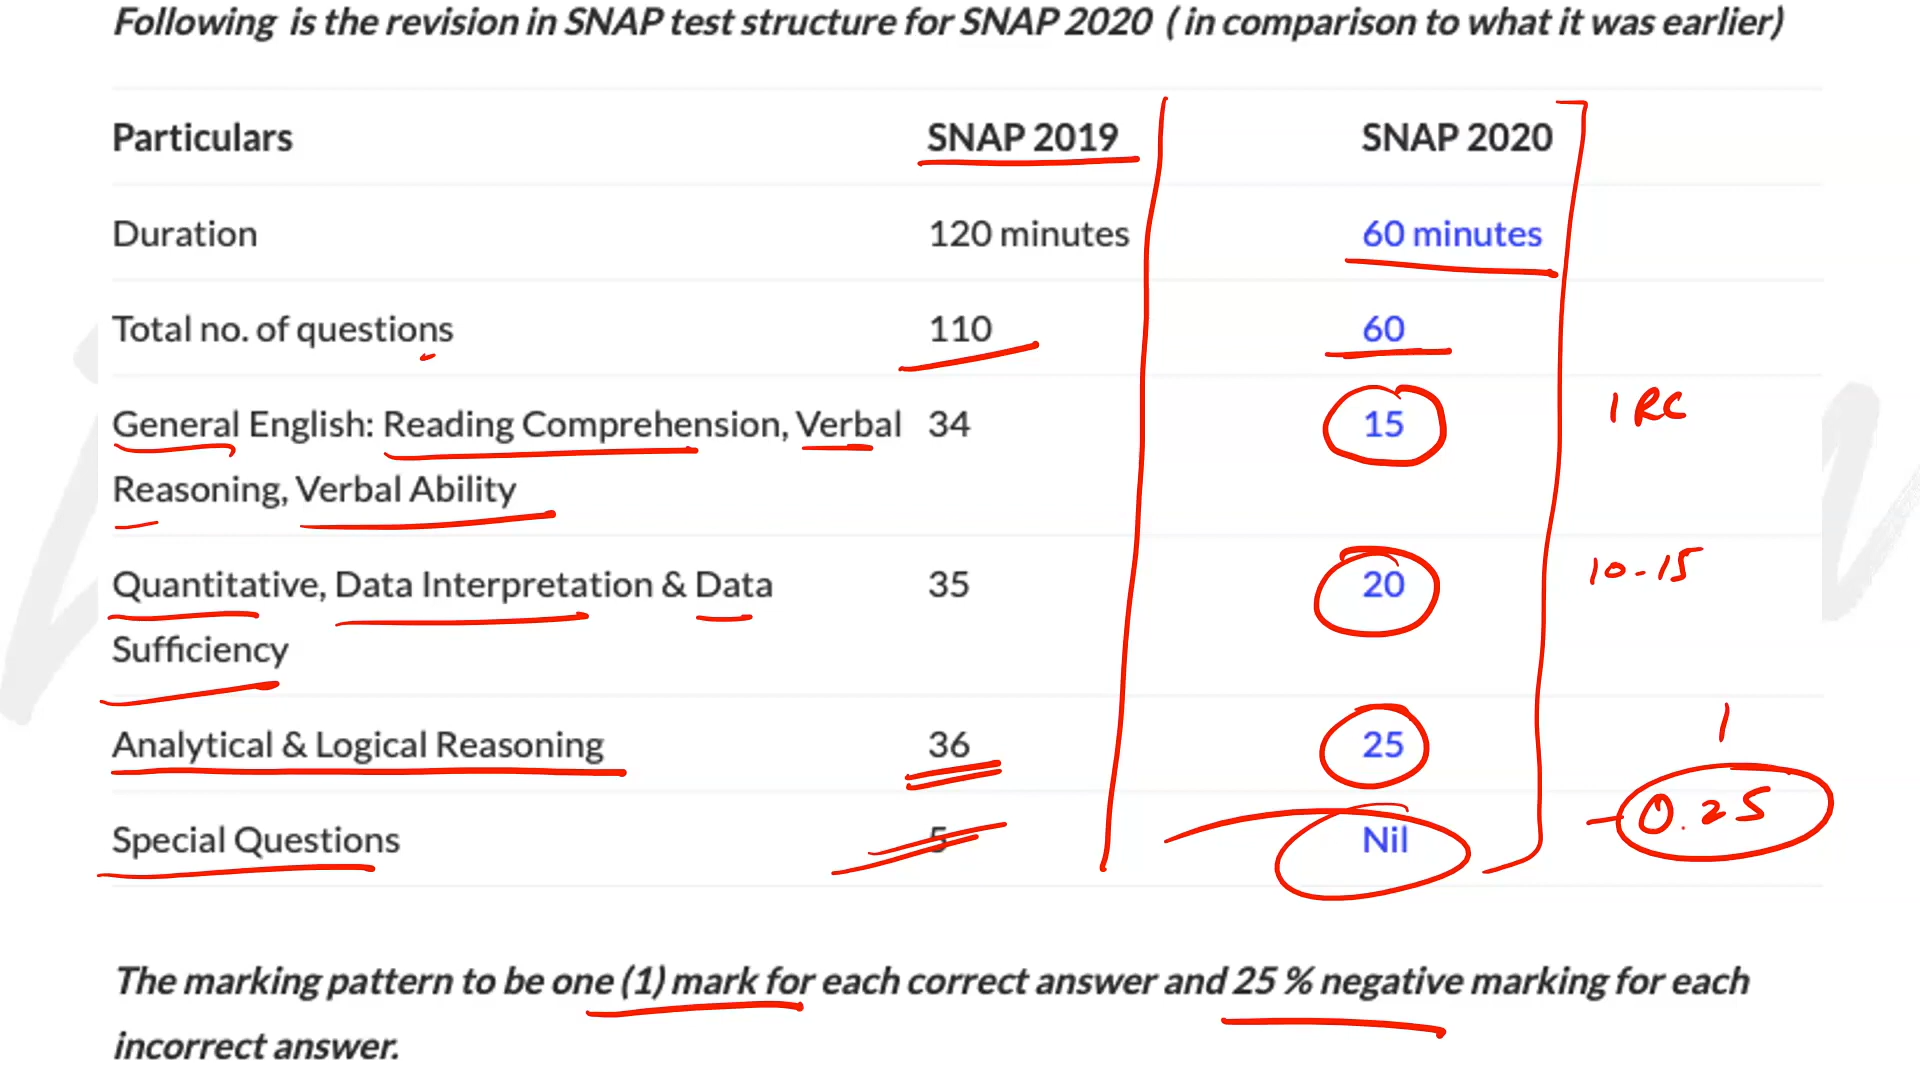 Following is the revision in SNAP test structure for SNAP 2020 ( in comparison to what it was earlier)
Particulars SNAP 2019 SNAP 2020
Duration 120 minutes 60 minutes
Total no. of questions 110 60
General English: Reading Comprehension, Verbal 34 15 1 RC
Reasoning, Verbal Ability
Quantitative, Data Interpretation & Data 35 20 10-15
Sufficiency
Analytical & Logical Reasoning 36 25 1
Special Questions 5 Nil -0.25
The marking pattern to be one (1) mark for each correct answer and 25 % negative marking for each
incorrect answer.